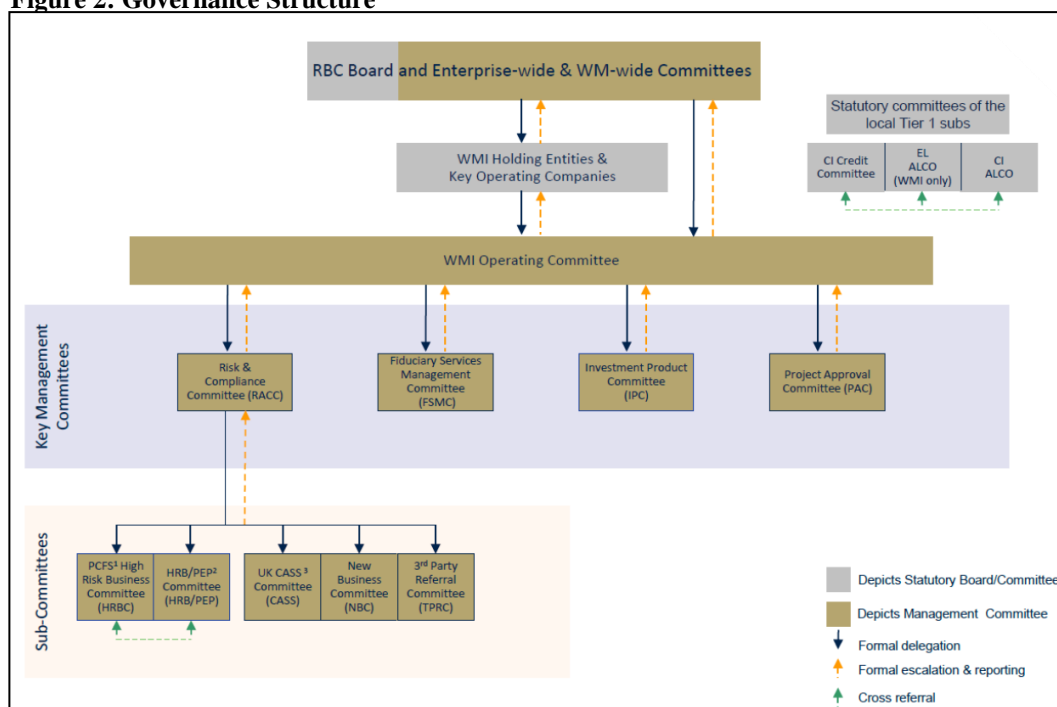 Figure 2: Governance Structure
RBC Board and Enterprise-wide & WM-wide Committees
Statutory committees of the
local Tier 1 subs
WMI Holding Entities &
Key Operating Companies
CI Credit
Committee
EL
ALCO
(WMI only)
CI
ALCO
WMI Operating Committee
Key Management
Committees
Risk &
Compliance
Committee (RACC)
Fiduciary Services
Management
Committee
(FSMC)
Investment Product
Committee
(IPC)
Project Approval
Committee (PAC)
Sub-Committees
PCFS¹ High
Risk Business
Committee
(HRBC)
HRB/PEP²
Committee
(HRB/PEP)
UK CASS ³
Committee
(CASS)
New
Business
Committee
(NBC)
3rd Party
Referral
Committee
(TPRC)
Depicts Statutory Board/Committee
Depicts Management Committee
Formal delegation
Formal escalation & reporting
Cross referral